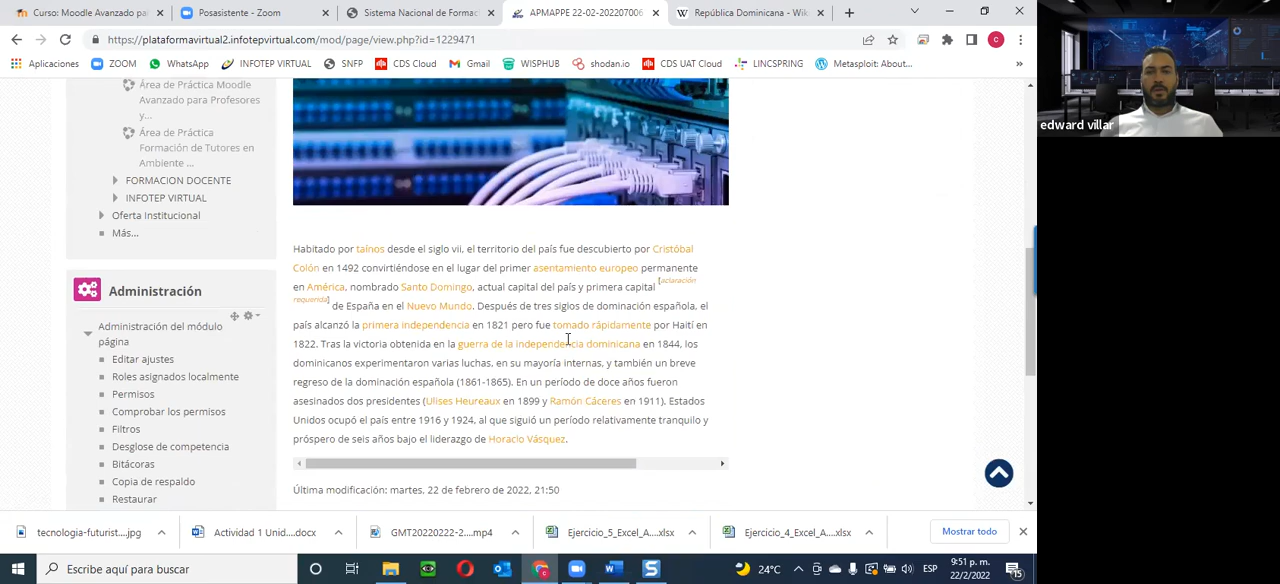 Curso: Moodle Avanzado par
Posasistente - Zoom
Sistema Nacional de Formaci
APMAPPE 22-02-202207006
República Dominicana - Wik
https://plataformavirtual2.infotepvirtual.com/mod/page/view.php?id=1229471
Aplicaciones ZOOM WhatsApp INFOTEP VIRTUAL SNFP CDS Cloud Gmail WISPHUB shodan.io CDS UAT Cloud LINCSPRING Metasploit: About...
Área de Práctica Moodle
Avanzado para Profesores
y...
Área de Práctica
Formación de Tutores en
Ambiente ...
FORMACION DOCENTE
INFOTEP VIRTUAL
Oferta Institucional
Más...
Administración
Administración del módulo
página
Editar ajustes
Roles asignados localmente
Permisos
Comprobar los permisos
Filtros
Desglose de competencia
Bitácoras
Copia de respaldo
Restaurar
Habitado por taínos desde el siglo vii, el territorio del país fue descubierto por Cristóbal
Colón en 1492 convirtiéndose en el lugar del primer asentamiento europeo permanente
en América, nombrado Santo Domingo, actual capital del país y primera capital [aclaración
requerida] de España en el Nuevo Mundo. Después de tres siglos de dominación española, el
país alcanzó la primera independencia en 1821 pero fue tomado rápidamente por Haití en
1822. Tras la victoria obtenida en la guerra de la independencia dominicana en 1844, los
dominicanos experimentaron varias luchas, en su mayoría internas, y también un breve
regreso de la dominación española (1861-1865). En un período de doce años fueron
asesinados dos presidentes (Ulises Heureaux en 1899 y Ramón Cáceres en 1911). Estados
Unidos ocupó el país entre 1916 y 1924, al que siguió un período relativamente tranquilo y
próspero de seis años bajo el liderazgo de Horacio Vásquez.
Última modificación: martes, 22 de febrero de 2022, 21:50
edward villar
tecnologia-futurist....jpg
Actividad 1 Unid....docx
GMT20220222-2....mp4
Ejercicio_5_Excel_A....xlsx
Ejercicio_4_Excel_A....xlsx
Mostrar todo
Escribe aquí para buscar
24°C
ESP
9:51 p. m.
22/2/2022
15